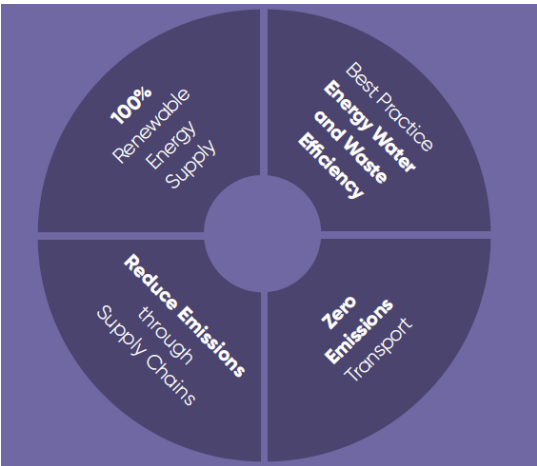 100%
Renewable
Energy
Supply
Best Practice
Energy Water
and Waste
Efficiency
Reduce Emissions
through
Supply Chains
Zero
Emissions
Transport